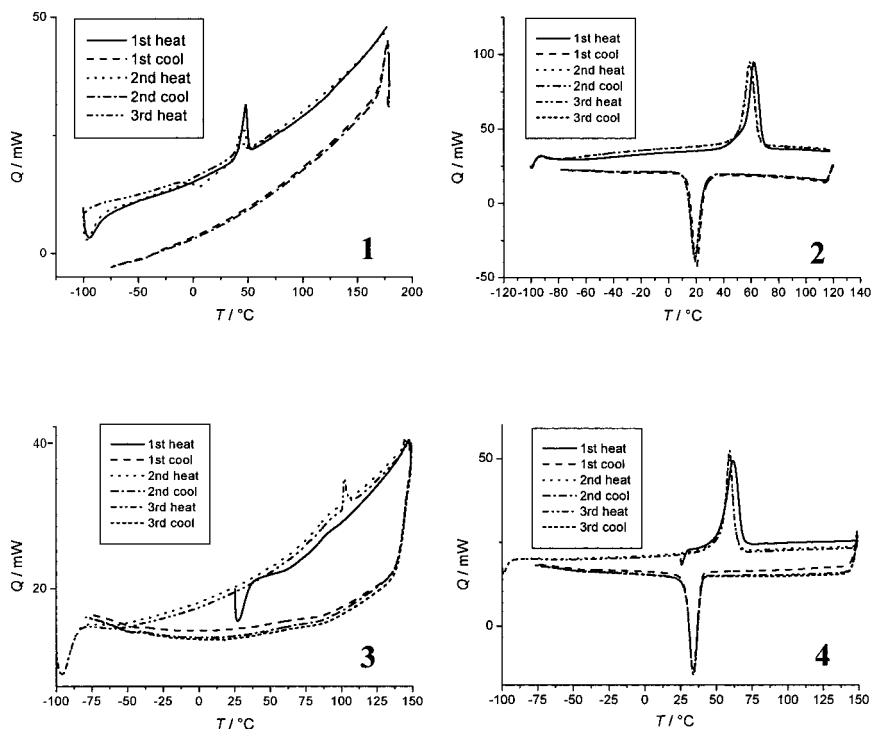 50
0
Q / mW
1st heat
1st cool
2nd heat
2nd cool
3rd heat
1
-100 -50 0 50 100 150 200
T / °C
100
75
50
25
0
-25
-50
Q / mW
1st heat
1st cool
2nd heat
2nd cool
3rd heat
3rd cool
2
-120 -100 -80 -60 -40 -20 0 20 40 60 80 100 120 140
T / °C
40
20
Q / mW
1st heat
1st cool
2nd heat
2nd cool
3rd heat
3rd cool
3
-100 -75 -50 -25 0 25 50 75 100 125 150
T / °C
50
25
0
Q / mW
1st heat
1st cool
2nd heat
2nd cool
3rd heat
3rd cool
4
-100 -75 -50 -25 0 25 50 75 100 125 150
T / °C